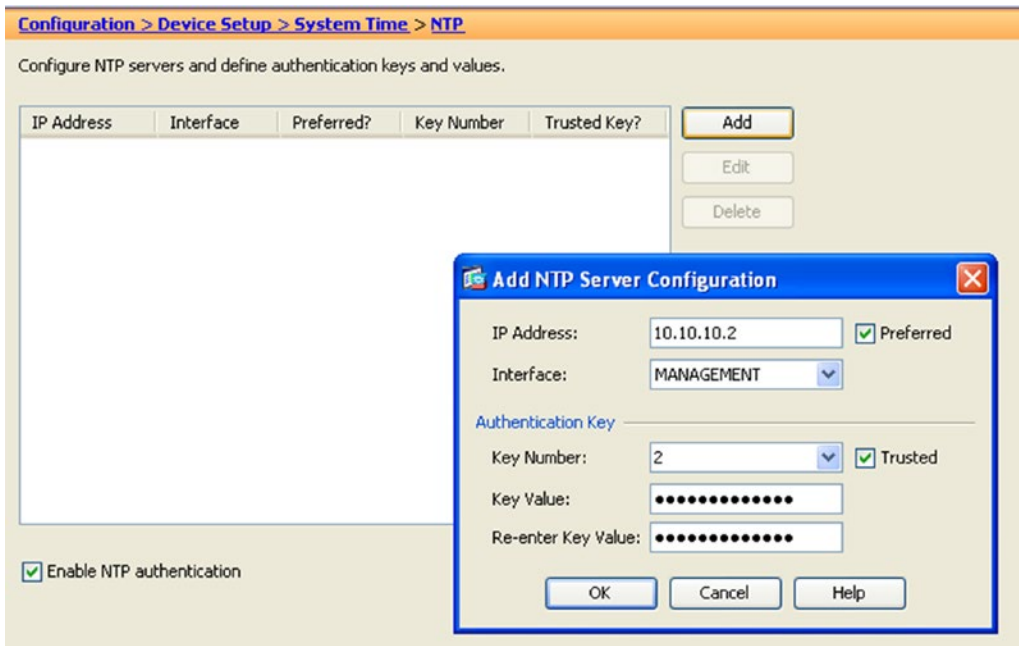 Configuration > Device Setup > System Time > NTP
Configure NTP servers and define authentication keys and values.
IP Address Interface Preferred? Key Number Trusted Key?
Add
Edit
Delete
Add NTP Server Configuration
IP Address: 10.10.10.2 Preferred
Interface: MANAGEMENT
Authentication Key
Key Number: 2 Trusted
Key Value: •••••••••••••
Re-enter Key Value: •••••••••••••
Enable NTP authentication
OK Cancel Help